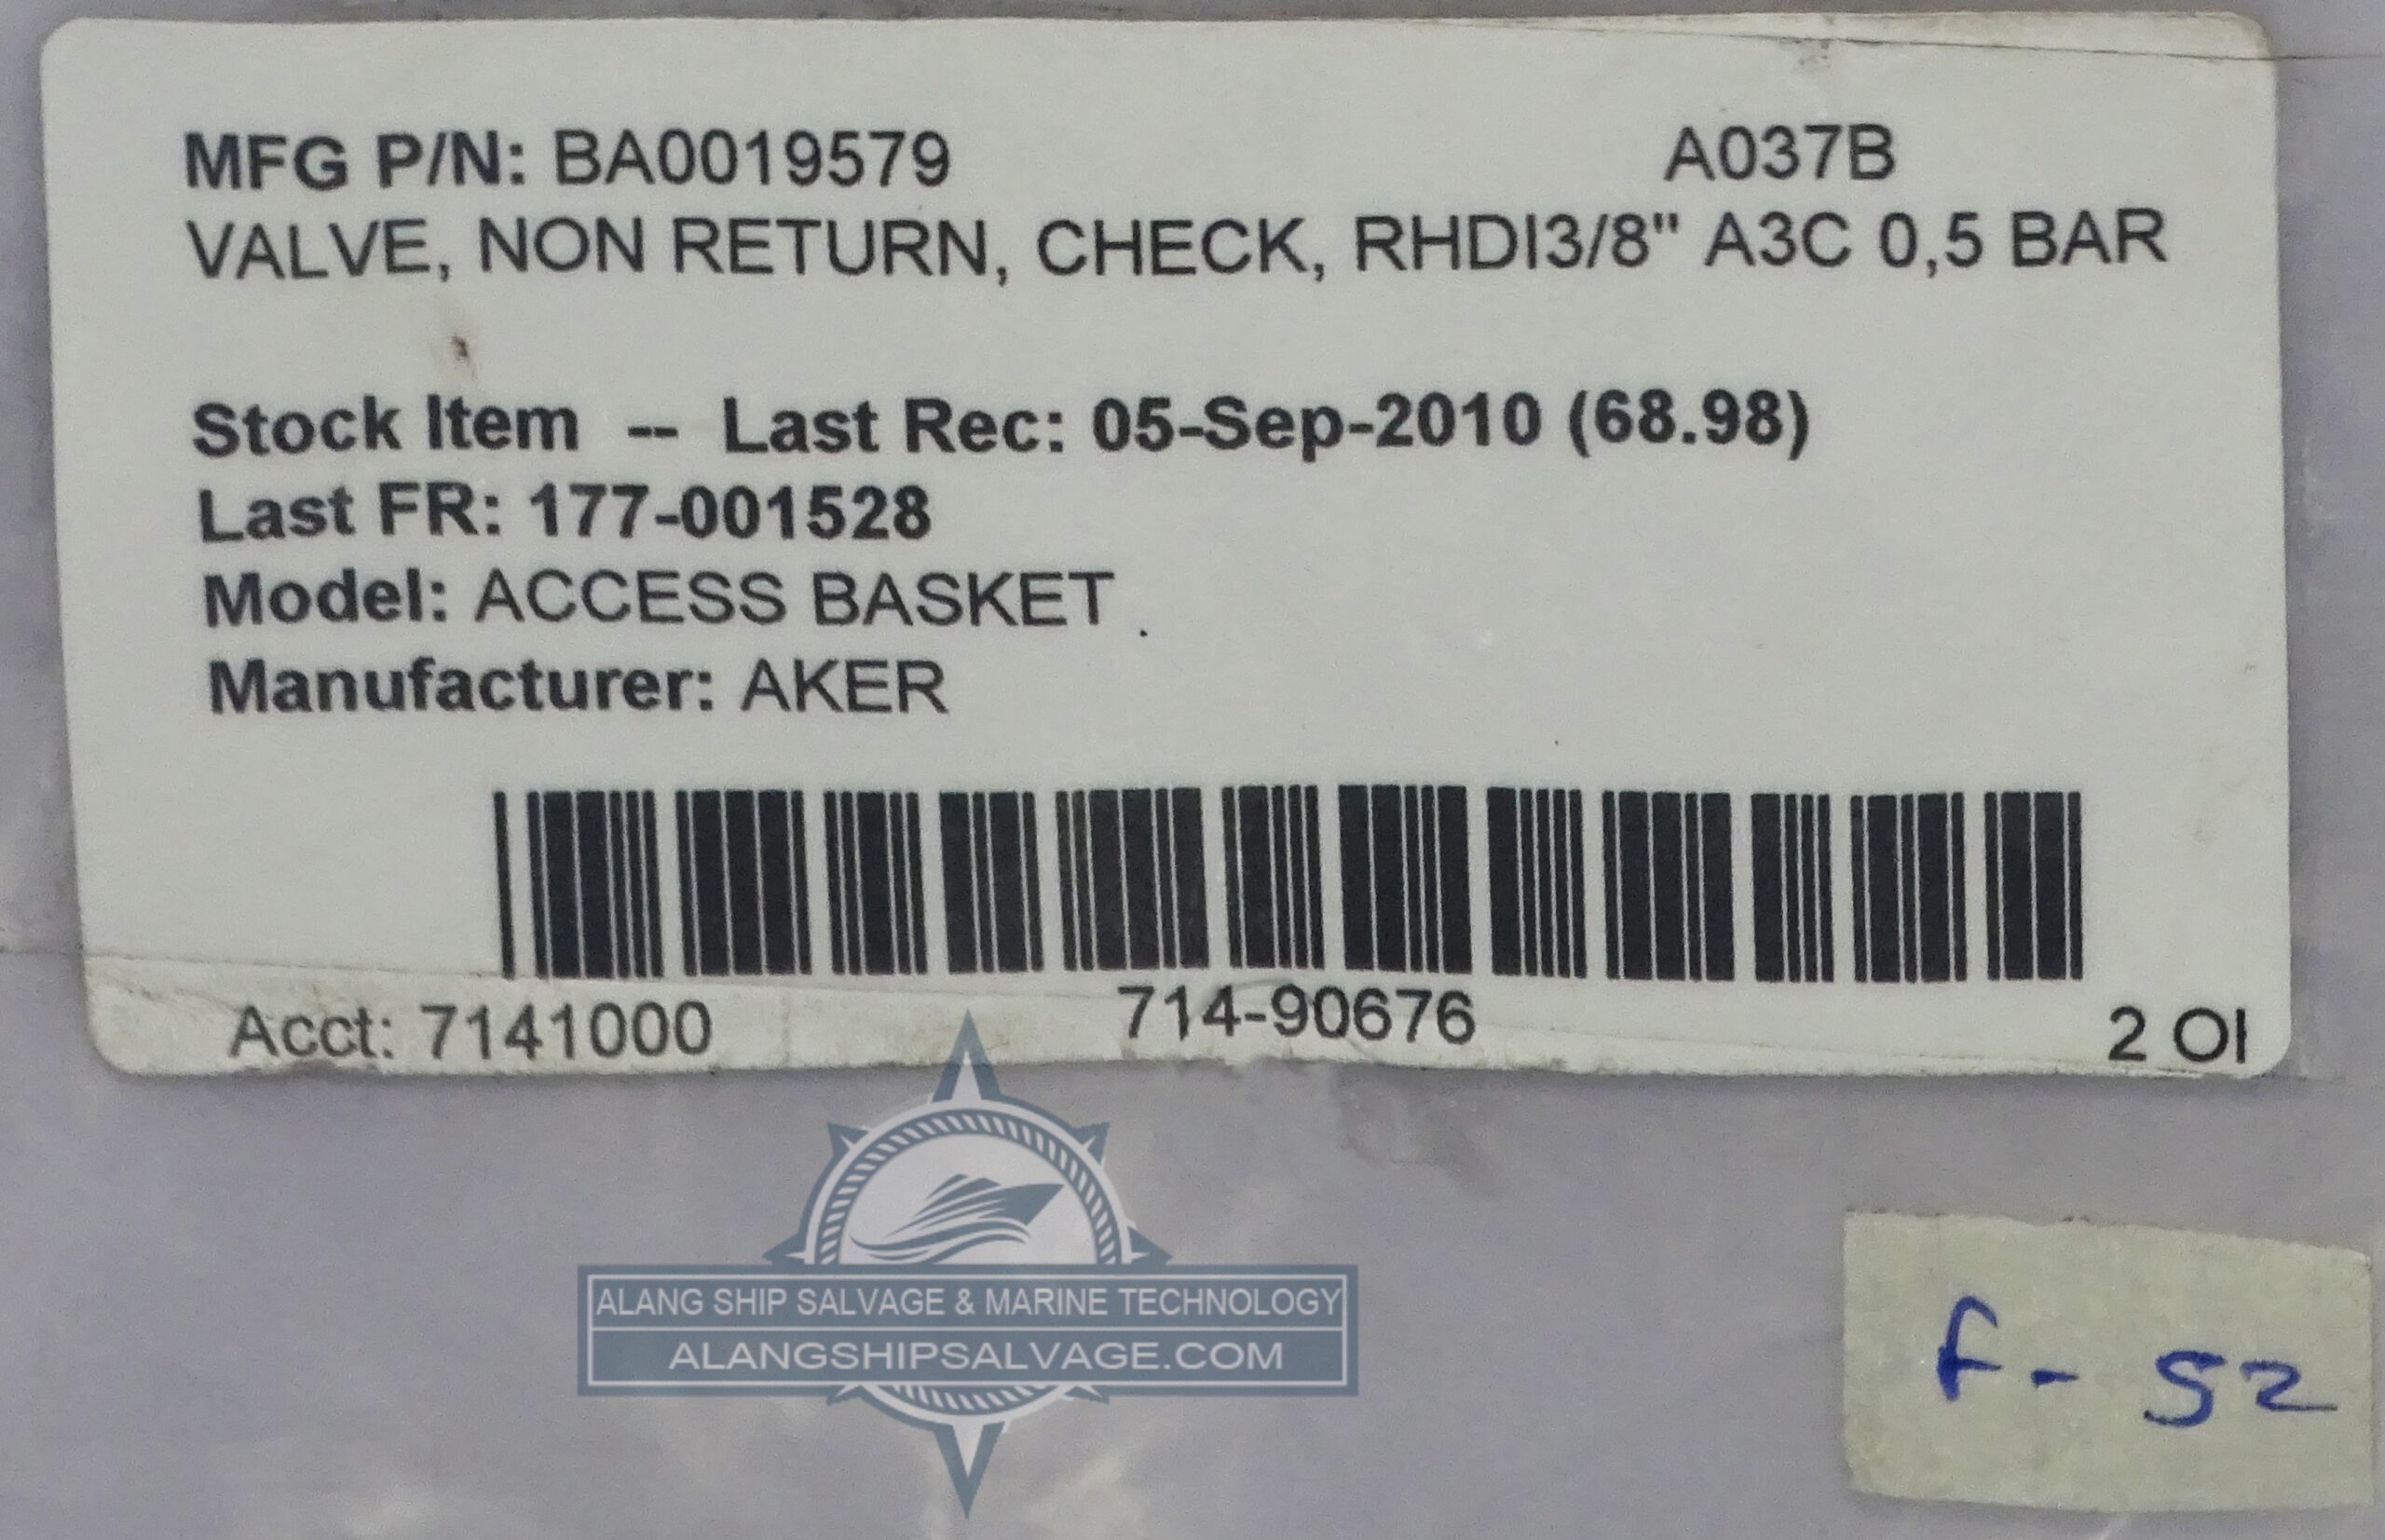 MFG P/N: BA0019579 A037B
VALVE, NON RETURN, CHECK, RHDI3/8" A3C 0,5 BAR
Stock Item -- Last Rec: 05-Sep-2010 (68.98)
Last FR: 177-001528
Model: ACCESS BASKET
Manufacturer: AKER
Acct: 7141000 714-90676 2 OI
ALANG SHIP SALVAGE & MARINE TECHNOLOGY
ALANGSHIPSALVAGE.COM
F- 52